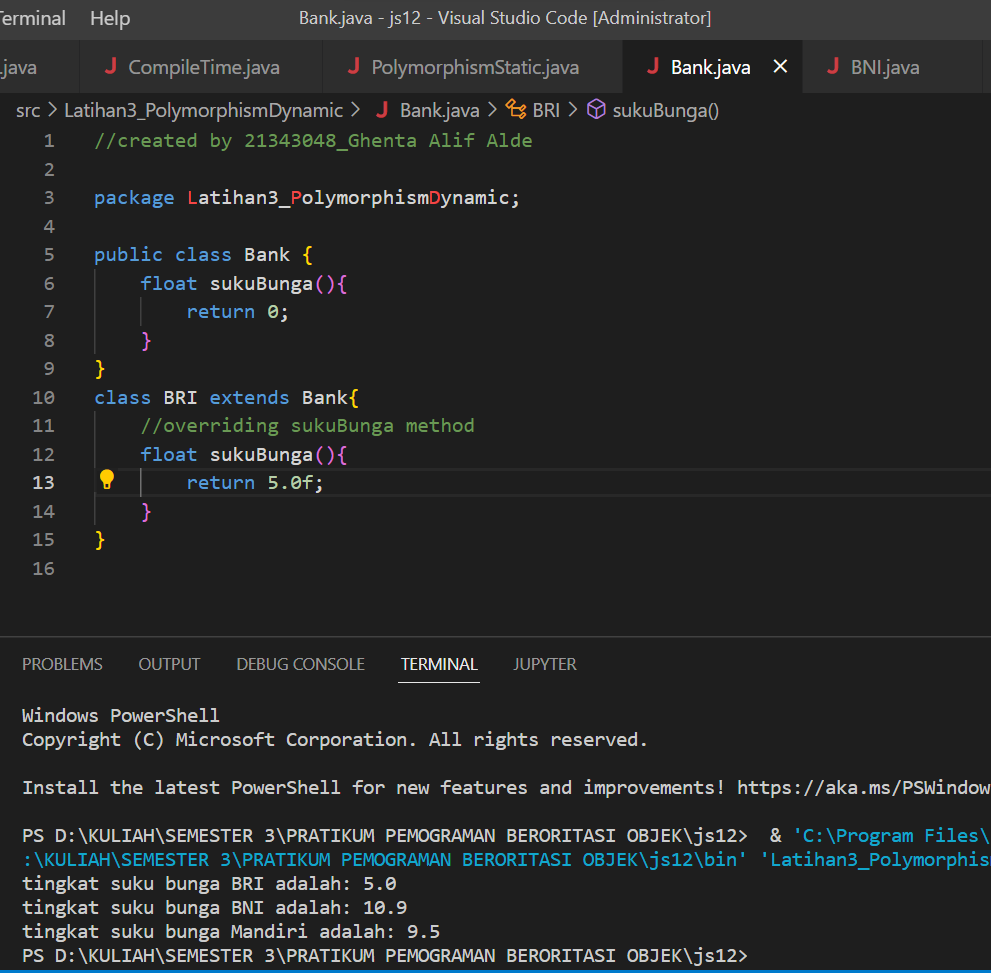 Terminal Help Bank.java - js12 - Visual Studio Code [Administrator]
.java CompileTime.java PolymorphismStatic.java Bank.java BNI.java
src > Latihan3_PolymorphismDynamic > Bank.java > BRI > sukuBunga()
1 //created by 21343048_Ghenta Alif Alde
2
3 package Latihan3_PolymorphismDynamic;
4
5 public class Bank {
6 float sukuBunga(){
7 return 0;
8 }
9 }
10 class BRI extends Bank{
11 //overriding sukuBunga method
12 float sukuBunga(){
13 return 5.0f;
14 }
15 }
16
PROBLEMS OUTPUT DEBUG CONSOLE TERMINAL JUPYTER
Windows PowerShell
Copyright (C) Microsoft Corporation. All rights reserved.
Install the latest PowerShell for new features and improvements! https://aka.ms/PSWindow
PS D:\KULIAH\SEMESTER 3\PRATIKUM PEMOGRAMAN BERORITASI OBJEK\js12> & 'C:\Program Files\
:\KULIAH\SEMESTER 3\PRATIKUM PEMOGRAMAN BERORITASI OBJEK\js12\bin' 'Latihan3_Polymorphis
tingkat suku bunga BRI adalah: 5.0
tingkat suku bunga BNI adalah: 10.9
tingkat suku bunga Mandiri adalah: 9.5
PS D:\KULIAH\SEMESTER 3\PRATIKUM PEMOGRAMAN BERORITASI OBJEK\js12>